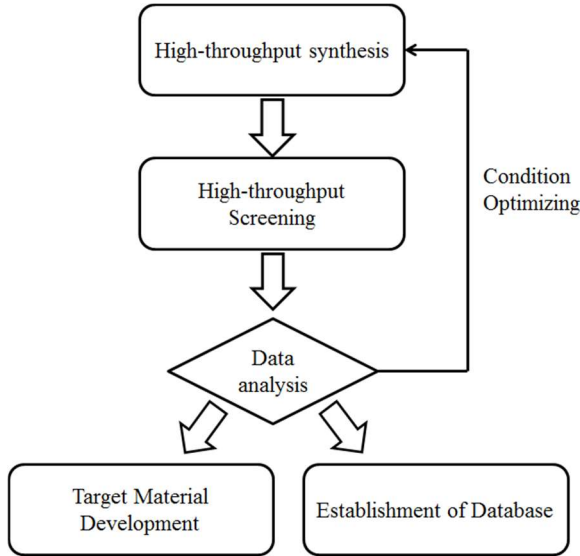 High-throughput synthesis
High-throughput
Screening
Condition
Optimizing
Data
analysis
Target Material
Development
Establishment of Database